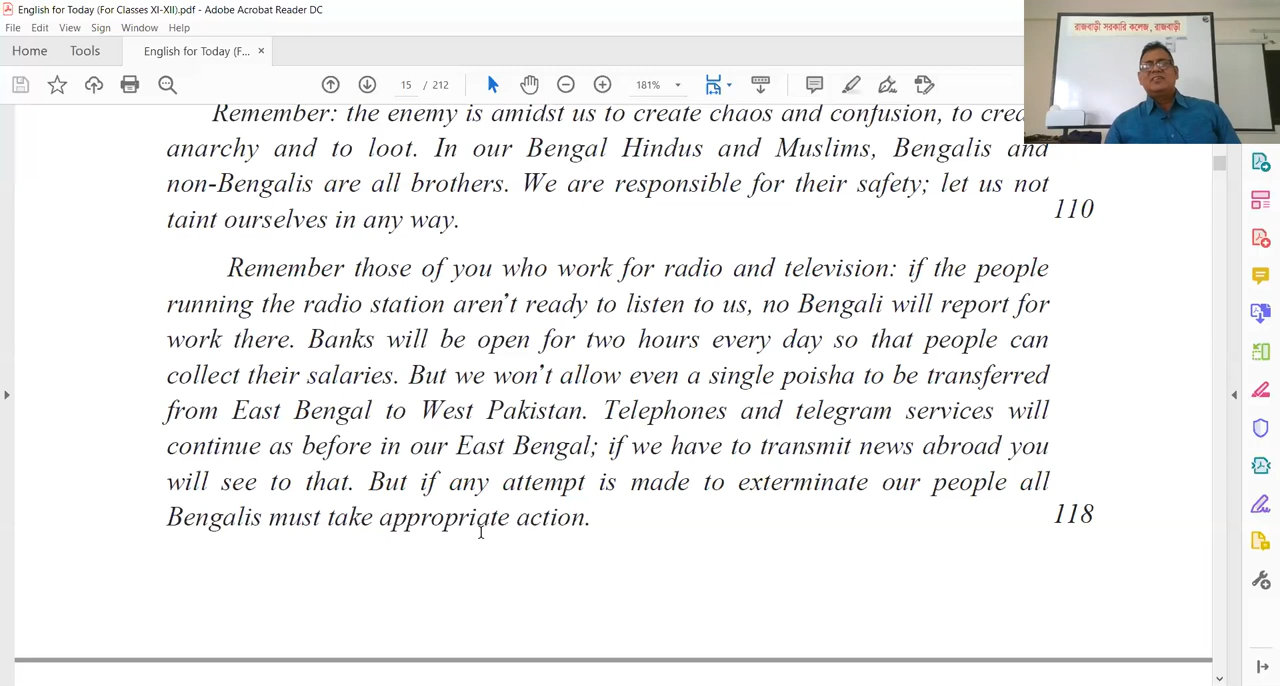 English for Today (For Classes XI-XII).pdf - Adobe Acrobat Reader DC
File Edit View Sign Window Help
Home Tools English for Today (F... ×
15 / 212 181%
রাজবাড়ী সরকারি কলেজ, রাজবাড়ী
Remember: the enemy is amidst us to create chaos and confusion, to
anarchy and to loot. In our Bengal Hindus and Muslims, Bengalis and
non-Bengalis are all brothers. We are responsible for their safety; let us not
taint ourselves in any way.
110
Remember those of you who work for radio and television: if the people
running the radio station aren't ready to listen to us, no Bengali will report for
work there. Banks will be open for two hours every day so that people can
collect their salaries. But we won't allow even a single poisha to be transferred
from East Bengal to West Pakistan. Telephones and telegram services will
continue as before in our East Bengal; if we have to transmit news abroad you
will see to that. But if any attempt is made to exterminate our people all
Bengalis must take appropriate action.
118